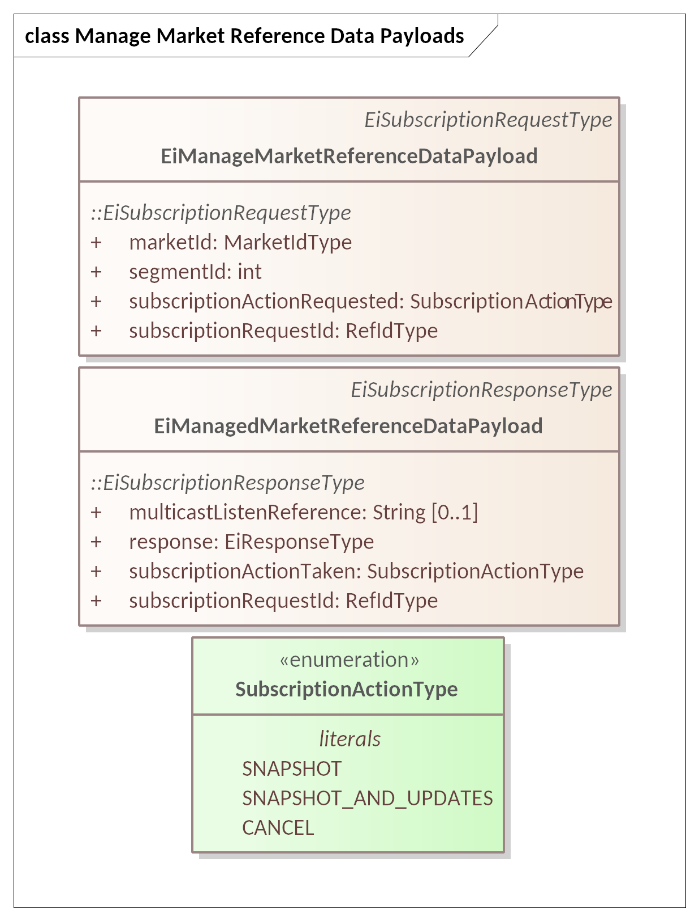 class Manage Market Reference Data Payloads
EiSubscriptionRequestType
EiManageMarketReferenceDataPayload
::EiSubscriptionRequestType
+ marketId: MarketIdType
+ segmentId: int
+ subscriptionActionRequested: SubscriptionActionType
+ subscriptionRequestId: RefIdType
EiSubscriptionResponseType
EiManagedMarketReferenceDataPayload
::EiSubscriptionResponseType
+ multicastListenReference: String [0..1]
+ response: EiResponseType
+ subscriptionActionTaken: SubscriptionActionType
+ subscriptionRequestId: RefIdType
«enumeration»
SubscriptionActionType
literals
SNAPSHOT
SNAPSHOT_AND_UPDATES
CANCEL